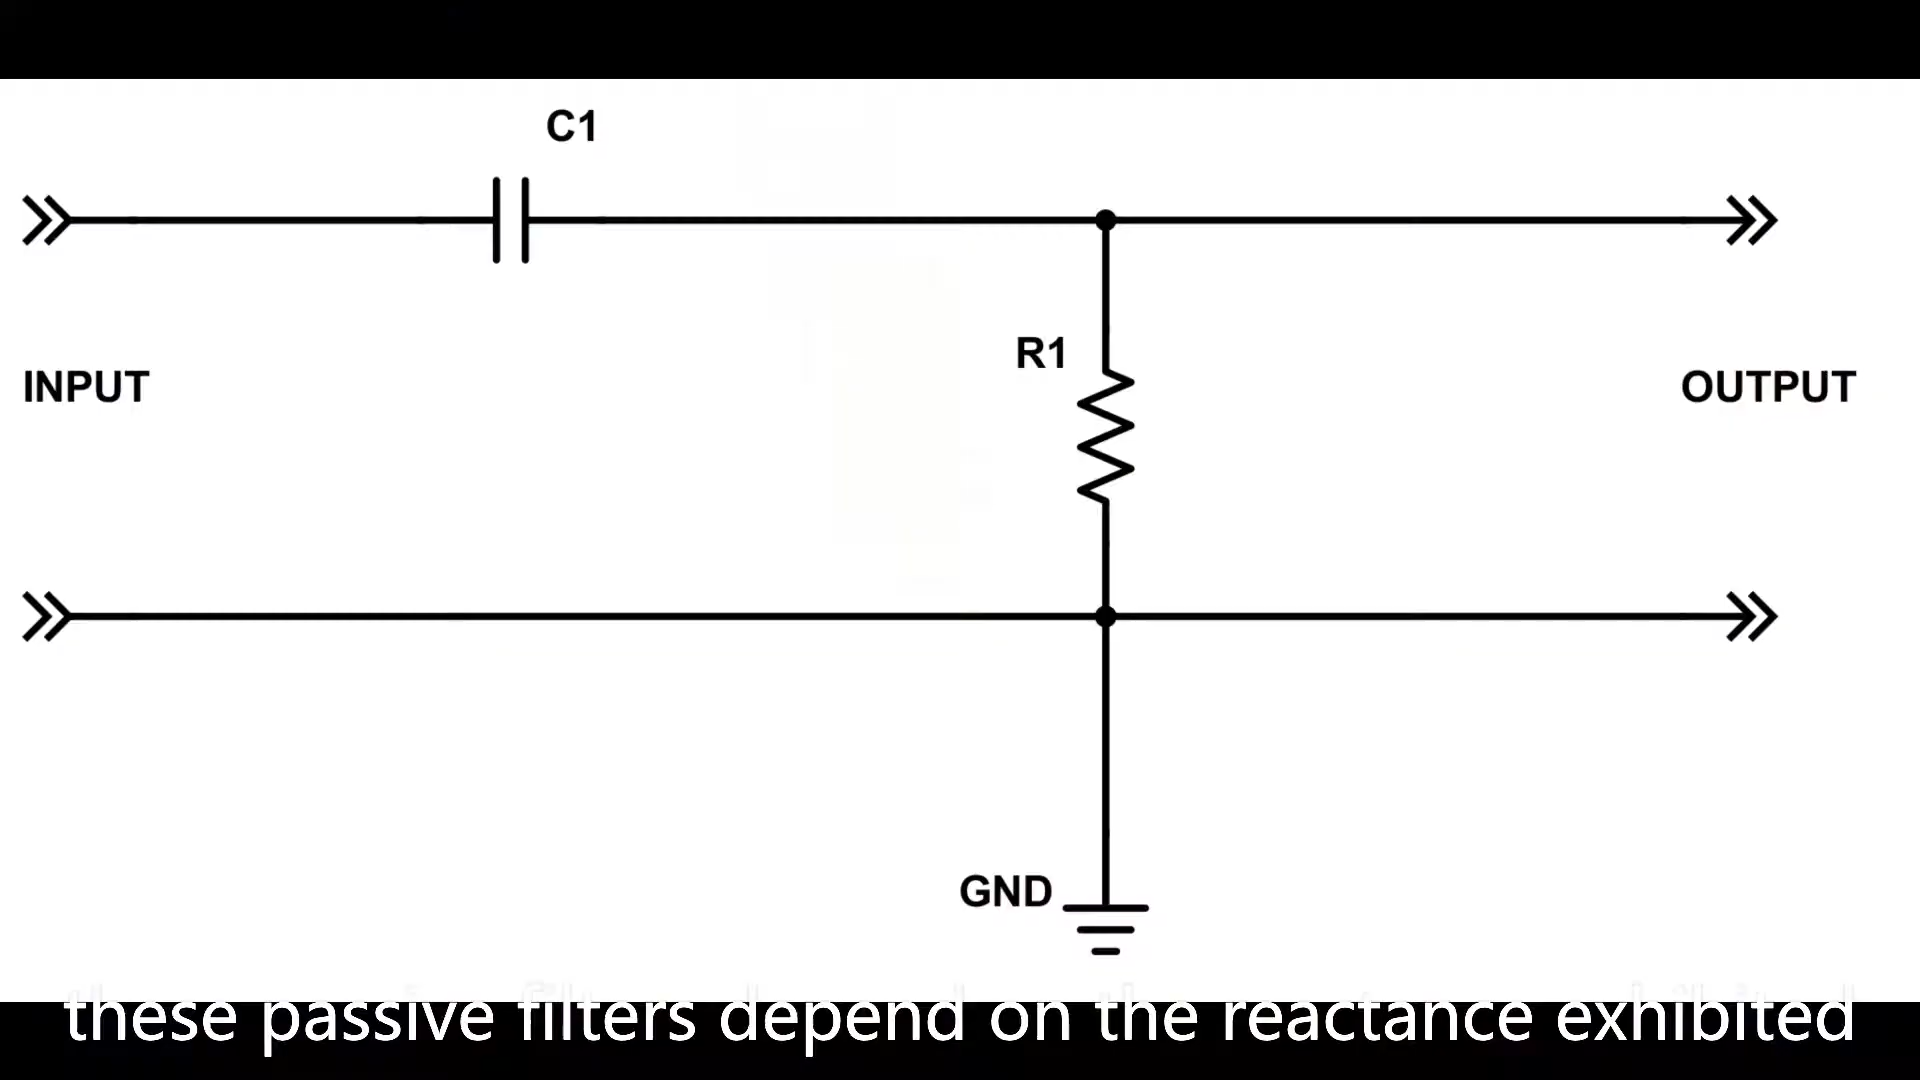 C1
R1
INPUT
OUTPUT
GND
these passive filters depend on the reactance exhibited